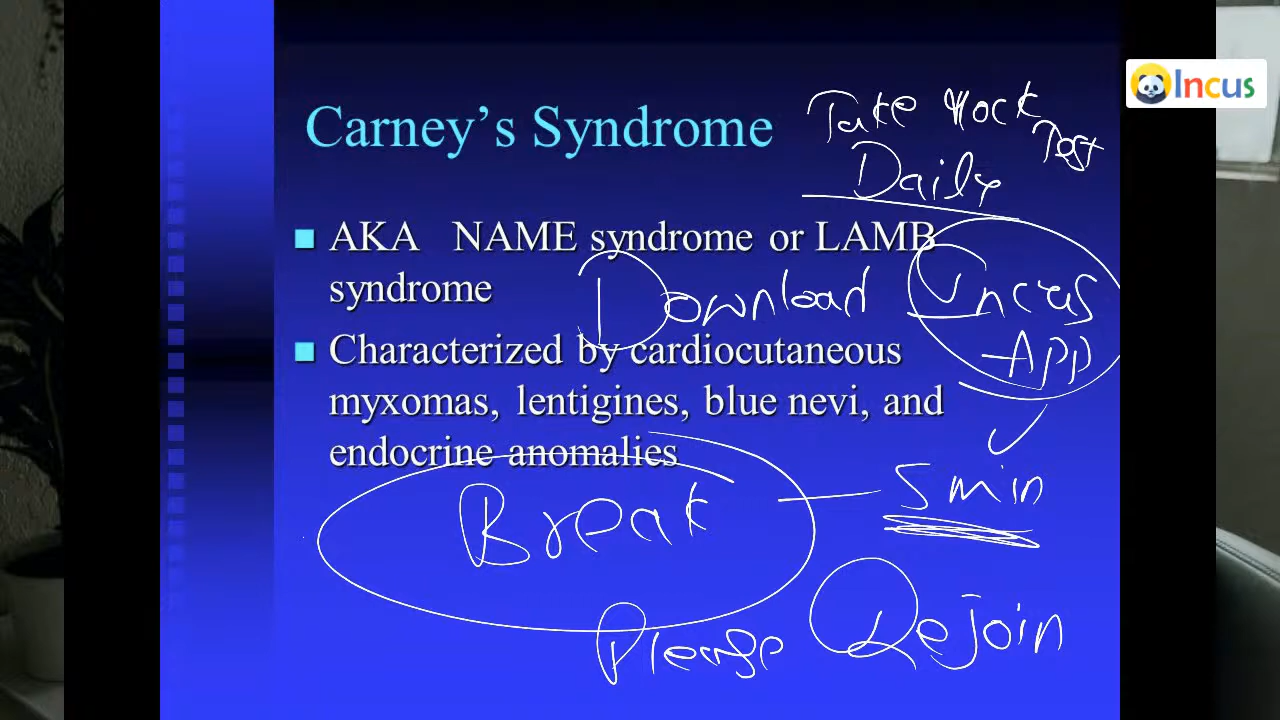 Incus
Take Mock
Test
Daily
Carney's Syndrome
AKA NAME syndrome or LAMB
syndrome
Download Incus
App
Characterized by cardiocutaneous
myxomas, lentigines, blue nevi, and
endocrine anomalies
Break
5 min
Please Rejoin